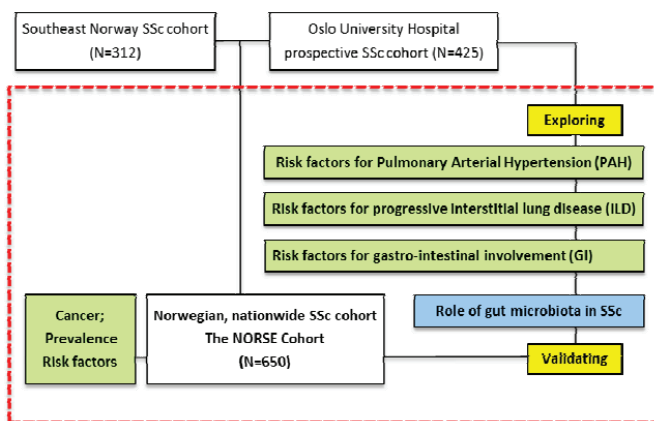 Southeast Norway SSc cohort
(N=312)
Oslo University Hospital
prospective SSc cohort (N=425)
Exploring
Risk factors for Pulmonary Arterial Hypertension (PAH)
Risk factors for progressive interstitial lung disease (ILD)
Risk factors for gastro-intestinal involvement (GI)
Role of gut microbiota in SSc
Cancer;
Prevalence
Risk factors
Norwegian, nationwide SSc cohort
The NORSE Cohort
(N=650)
Validating